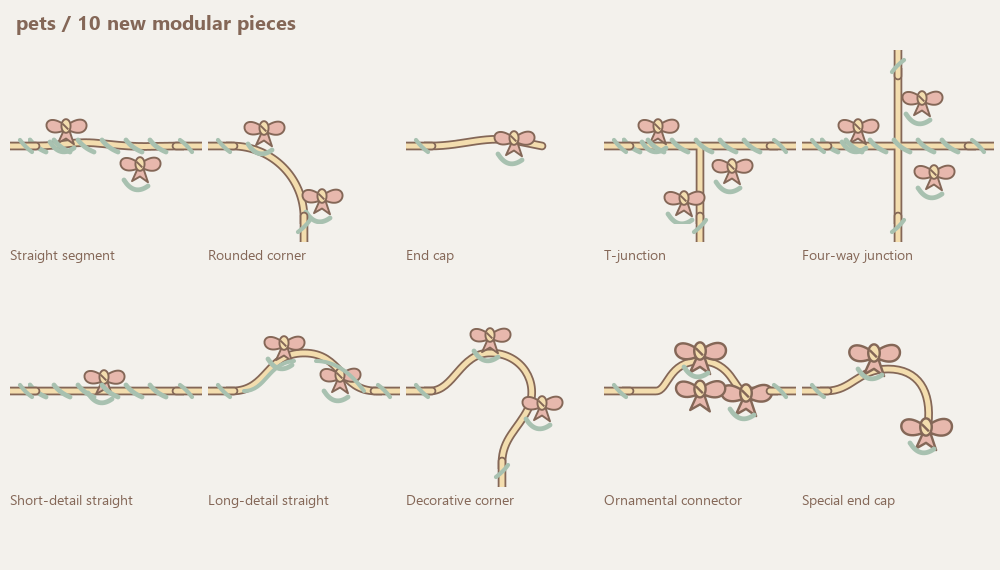 pets / 10 new modular pieces
Straight segment
Rounded corner
End cap
T-junction
Four-way junction
Short-detail straight
Long-detail straight
Decorative corner
Ornamental connector
Special end cap